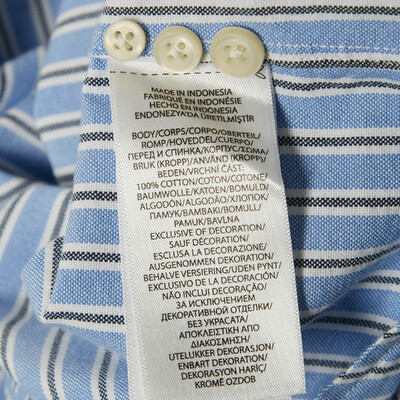 MADE IN INDONESIA
FABRIQUÉ EN INDONÉSIE
HECHO EN INDONESIA
ENDONEZYA'DA ÜRETİLMİŞTİR
BODY/CORPS/CORPO/OBERTEIL/
ROMP/HOVEDDEL/CUERPO/
ПЕРЕД И СПИНКА/KORPUS/ΣΩΜΑ/
BRUK (KROPP)/ANVÄND (KROPP)/
BEDEN/VRCHNÍ ČÁST:
100% COTTON/COTON/COTONE/
BAUMWOLLE/KATOEN/BOMULD/
ALGODÓN/ALGODÃO/ХЛОПОК/
ПАМУК/BAMBAKI/BOMULL/
PAMUK/BAVLNA
EXCLUSIVE OF DECORATION/
SAUF DÉCORATION/
ESCLUSA LA DECORAZIONE/
AUSGENOMMEN DEKORATION/
BEHALVE VERSIERING/UDEN PYNT/
EXCLUSIVO DE LA DECORACIÓN/
NÃO INCLUI DECORAÇÃO/
ЗА ИСКЛЮЧЕНИЕМ
ДЕКОРАТИВНОЙ ОТДЕЛКИ/
БЕЗ УКРАСАТА/
ΑΠΟΚΛΕΙΣΤΙΚΗ ΑΠΟ
ΔΙΑΚΟΣΜΗΣΗ/
UTELUKKER DEKORASJON/
ENBART DEKORATION/
DEKORASYON HARİÇ/
KROMĚ OZDOB